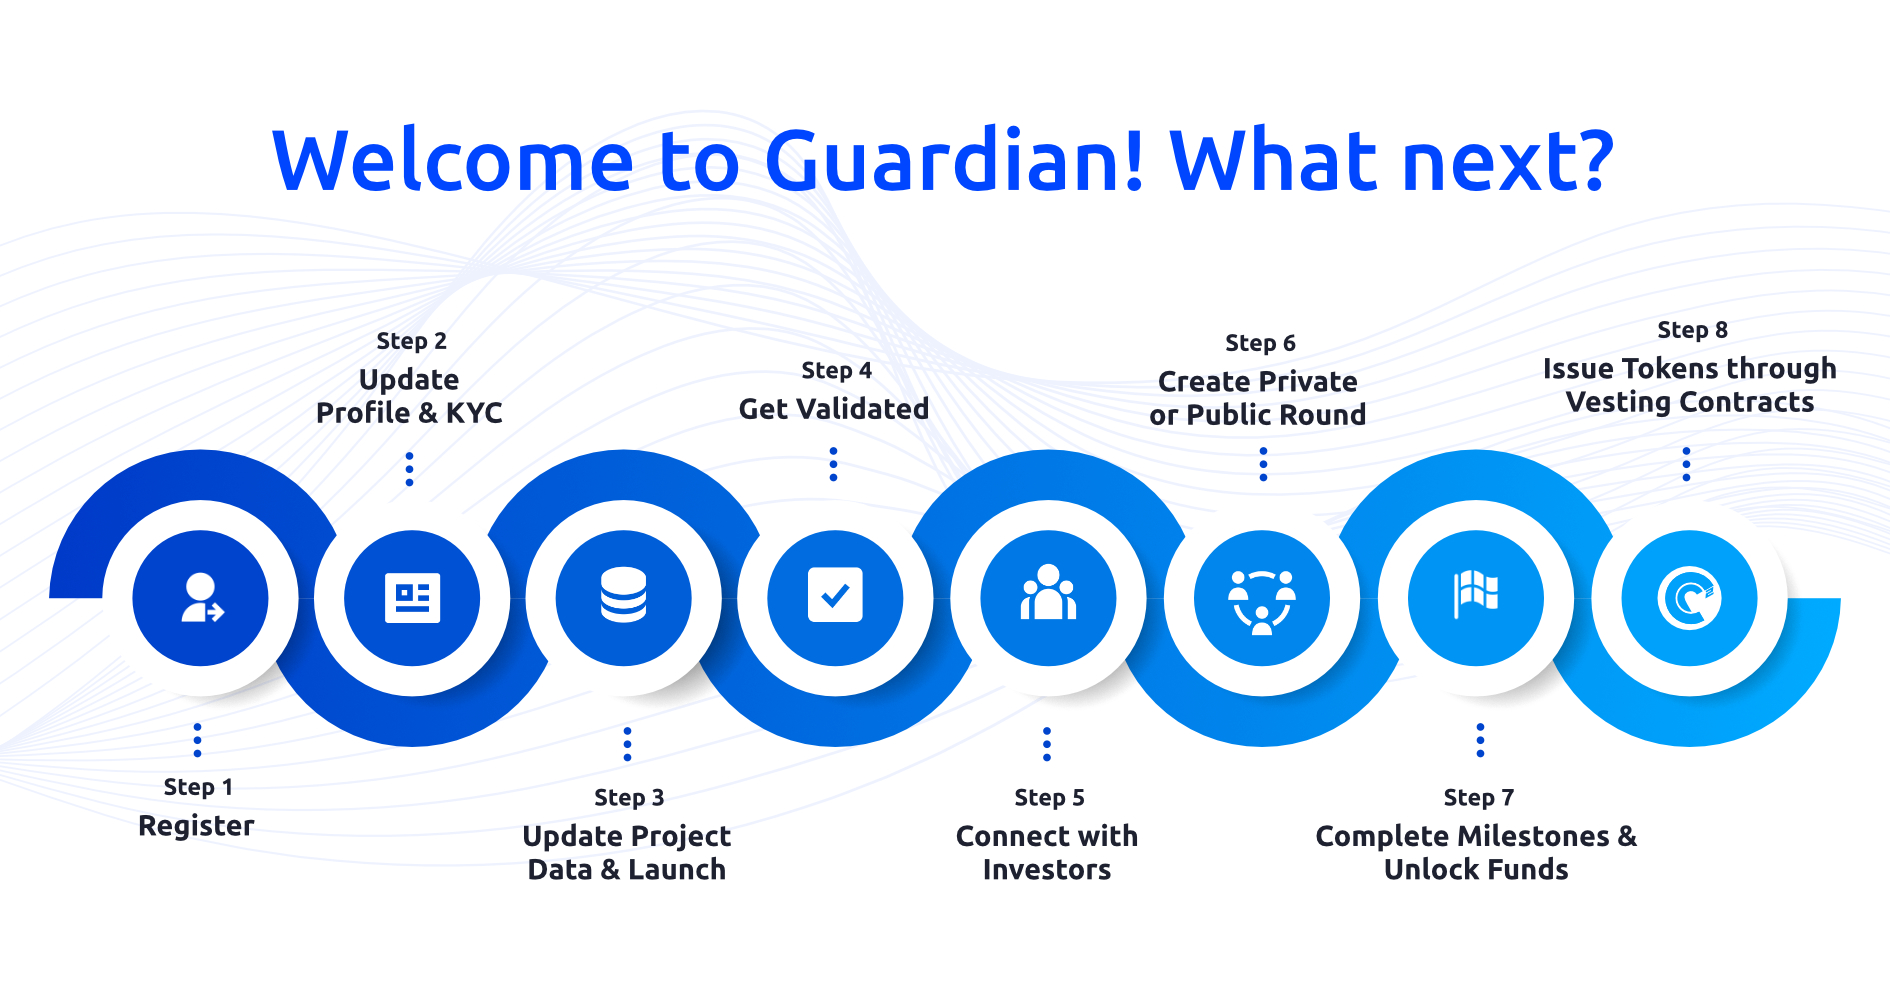 Welcome to Guardian! What next?
Step 1
Register
Step 2
Update
Profile & KYC
Step 3
Update Project
Data & Launch
Step 4
Get Validated
Step 5
Connect with
Investors
Step 6
Create Private
or Public Round
Step 7
Complete Milestones &
Unlock Funds
Step 8
Issue Tokens through
Vesting Contracts